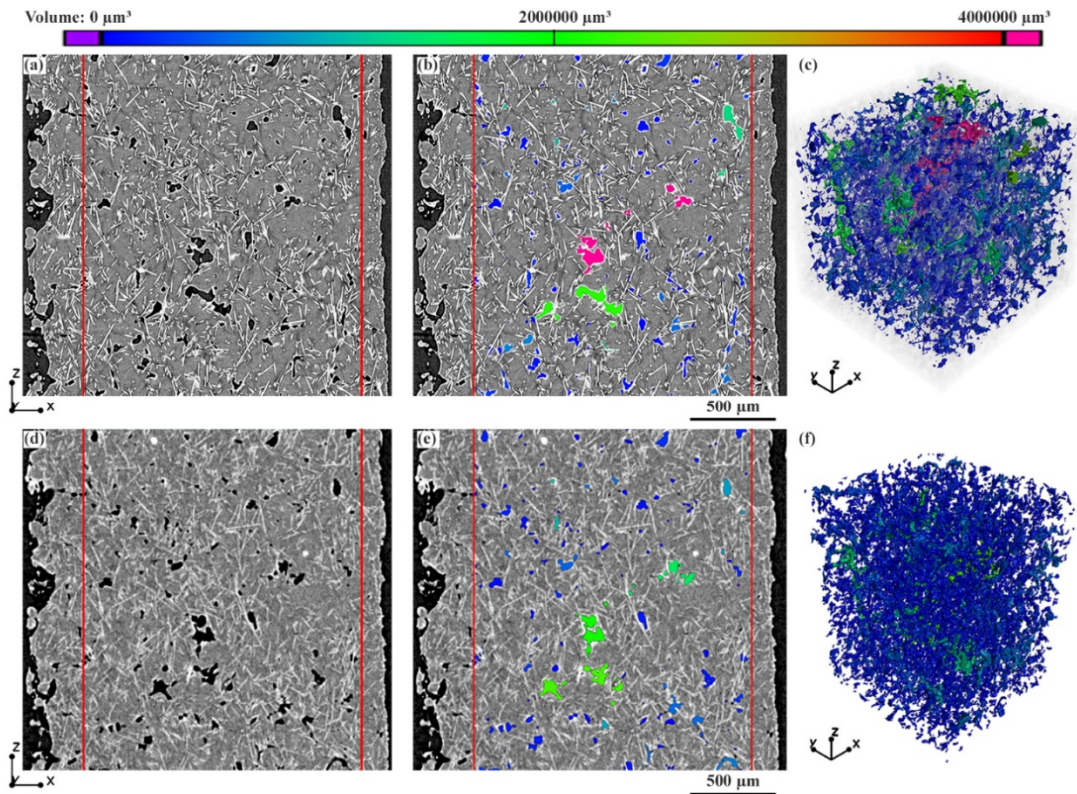 Volume: 0 µm³ 2000000 µm³ 4000000 µm³
(a) (b) (c)
Z
X
Y Z X
500 µm
(d) (e) (f)
Z
X
Y Z X
500 µm